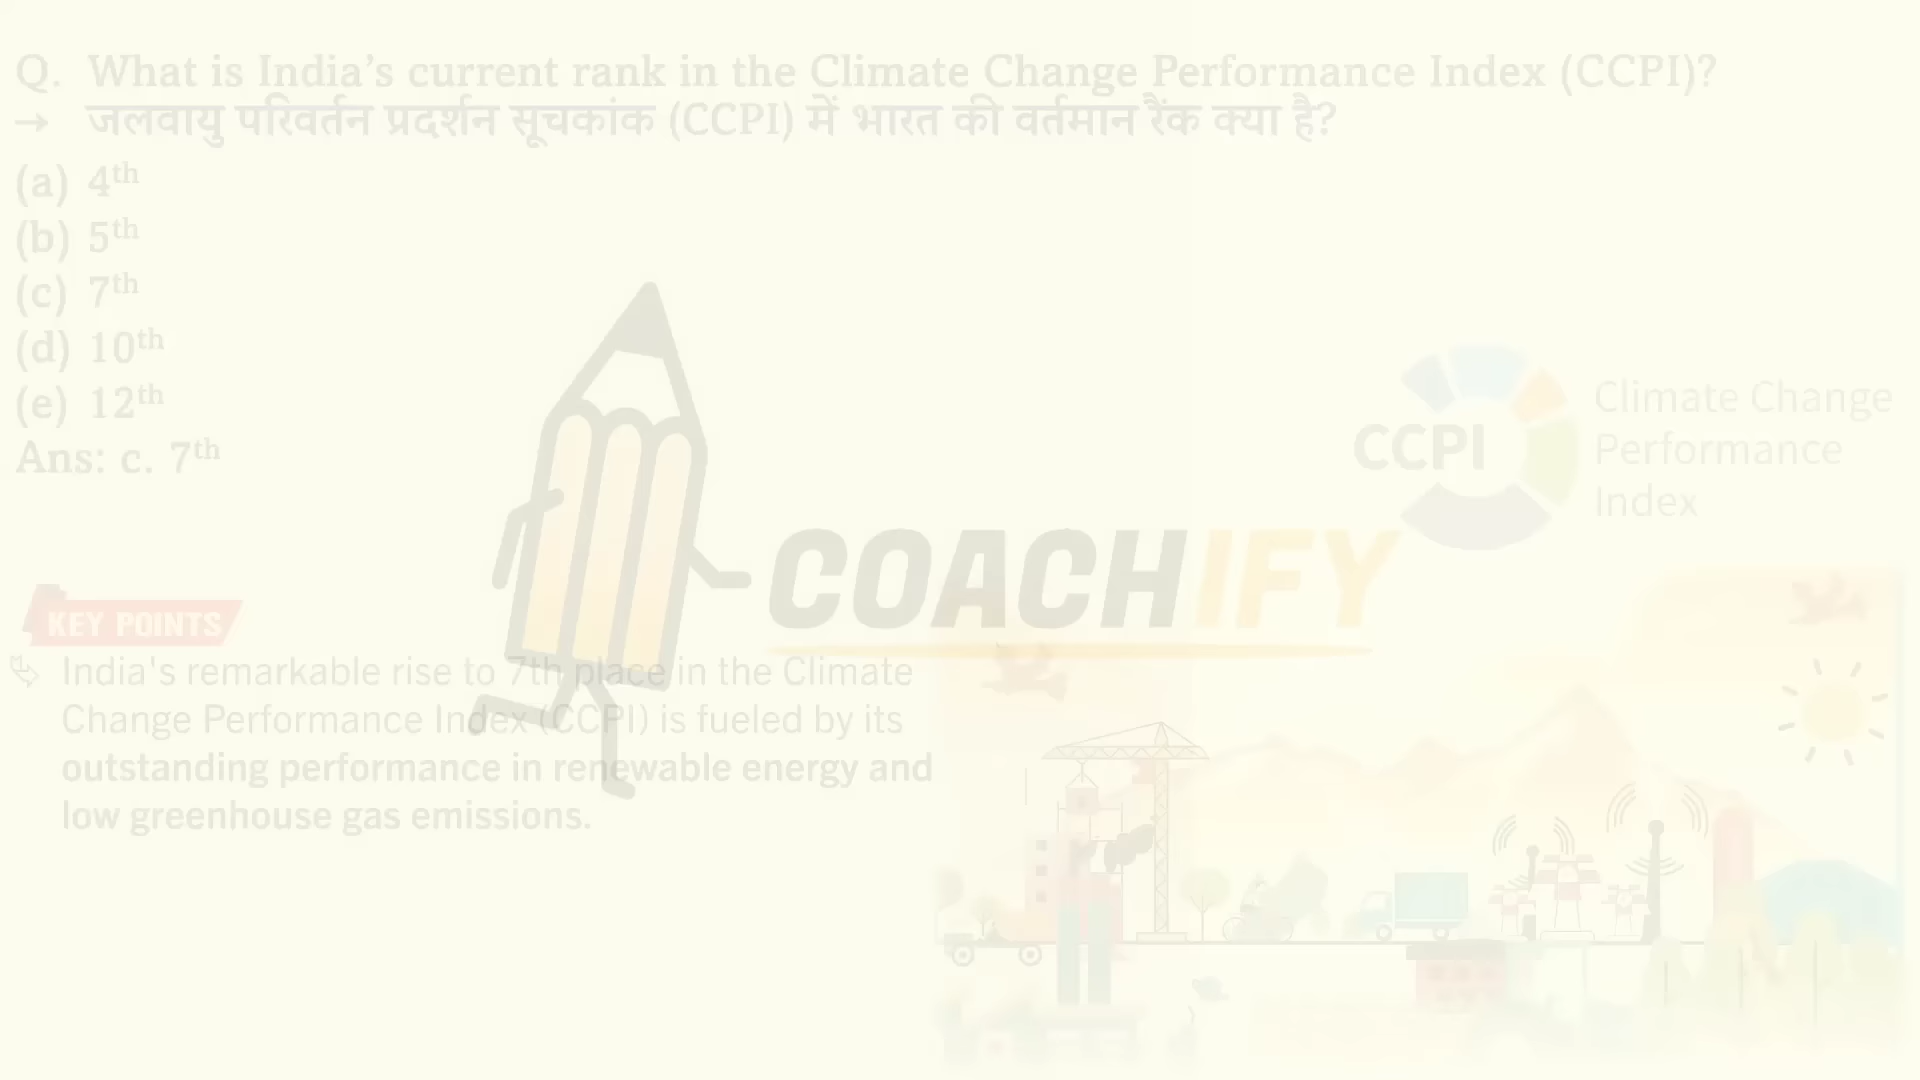 Q. What is India’s current rank in the Climate Change Performance Index (CCPI)?
→ जलवायु परिवर्तन प्रदर्शन सूचकांक (CCPI) में भारत की वर्तमान रैंक क्या है?
(a) 4th
(b) 5th
(c) 7th
(d) 10th
(e) 12th
Ans: c. 7th
CCPI
Climate Change
Performance
Index
COACHIFY
KEY POINTS
India's remarkable rise to 7th place in the Climate
Change Performance Index (CCPI) is fueled by its
outstanding performance in renewable energy and
low greenhouse gas emissions.